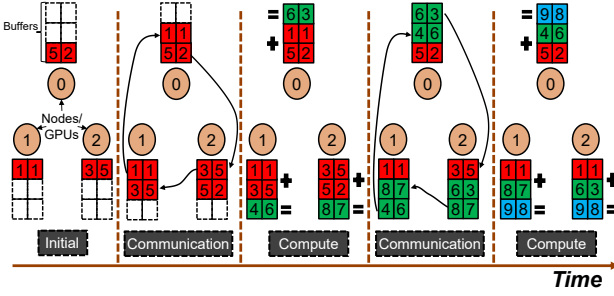 Buffers
5 2
0
Nodes/
GPUs
1
2
1 1
3 5
Initial
1 1
5 2
0
1
2
1 1
3 5
3 5
5 2
Communication
= 6 3
+ 1 1
5 2
0
1
2
1 1
3 5 +
4 6 =
3 5
5 2 +
8 7 =
Compute
6 3
4 6
5 2
0
1
2
1 1
8 7
4 6
3 5
6 3
8 7
Communication
= 9 8
+ 4 6
5 2
0
1
2
1 1
8 7 +
9 8 =
3 5
6 3 +
9 8 =
Compute
Time